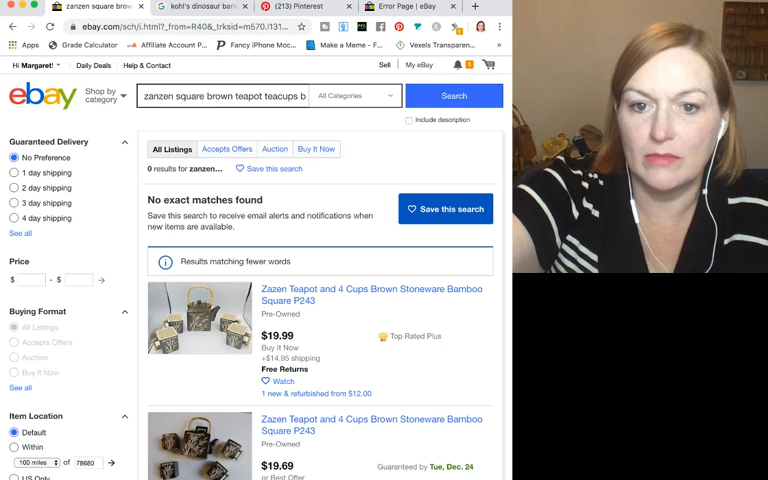 zanzen square brow
kohl's dinosaur ban
(213) Pinterest
Error Page | eBay
ebay.com/sch/i.html?_from=R40&_trksid=m570.l131...
Apps
Grade Calculator
Affiliate Account P...
Fancy iPhone Moc...
Make a Meme - F...
Vexels Transparen...
Hi Margaret!
Daily Deals
Help & Contact
Sell
My eBay
1
ebay
Shop by
category
zanzen square brown teapot teacups b
All Categories
Search
Include description
Guaranteed Delivery
No Preference
1 day shipping
2 day shipping
3 day shipping
4 day shipping
See all
Price
$ - $
Buying Format
All Listings
Accepts Offers
Auction
Buy It Now
See all
Item Location
Default
Within
100 miles of 78680
US Only
All Listings
Accepts Offers
Auction
Buy It Now
0 results for zanzen...
Save this search
No exact matches found
Save this search to receive email alerts and notifications when
new items are available.
Save this search
Results matching fewer words
Zazen Teapot and 4 Cups Brown Stoneware Bamboo
Square P243
Pre-Owned
$19.99
Buy It Now
+$14.95 shipping
Free Returns
Watch
1 new & refurbished from $12.00
Top Rated Plus
Zazen Teapot and 4 Cups Brown Stoneware Bamboo
Square P243
Pre-Owned
$19.69
or Best Offer
Guaranteed by Tue, Dec. 24